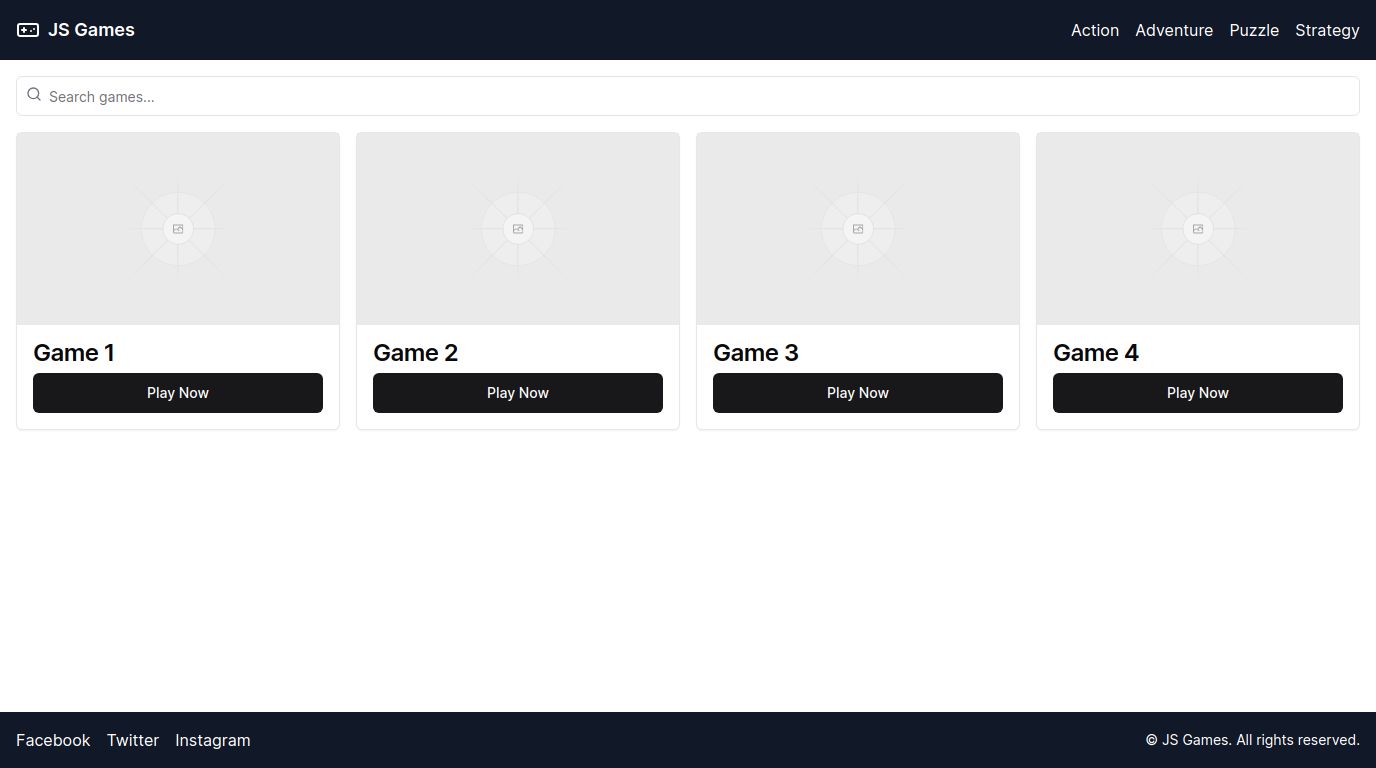 JS Games
Action Adventure Puzzle Strategy
Search games...
Game 1
Play Now
Game 2
Play Now
Game 3
Play Now
Game 4
Play Now
Facebook Twitter Instagram
© JS Games. All rights reserved.